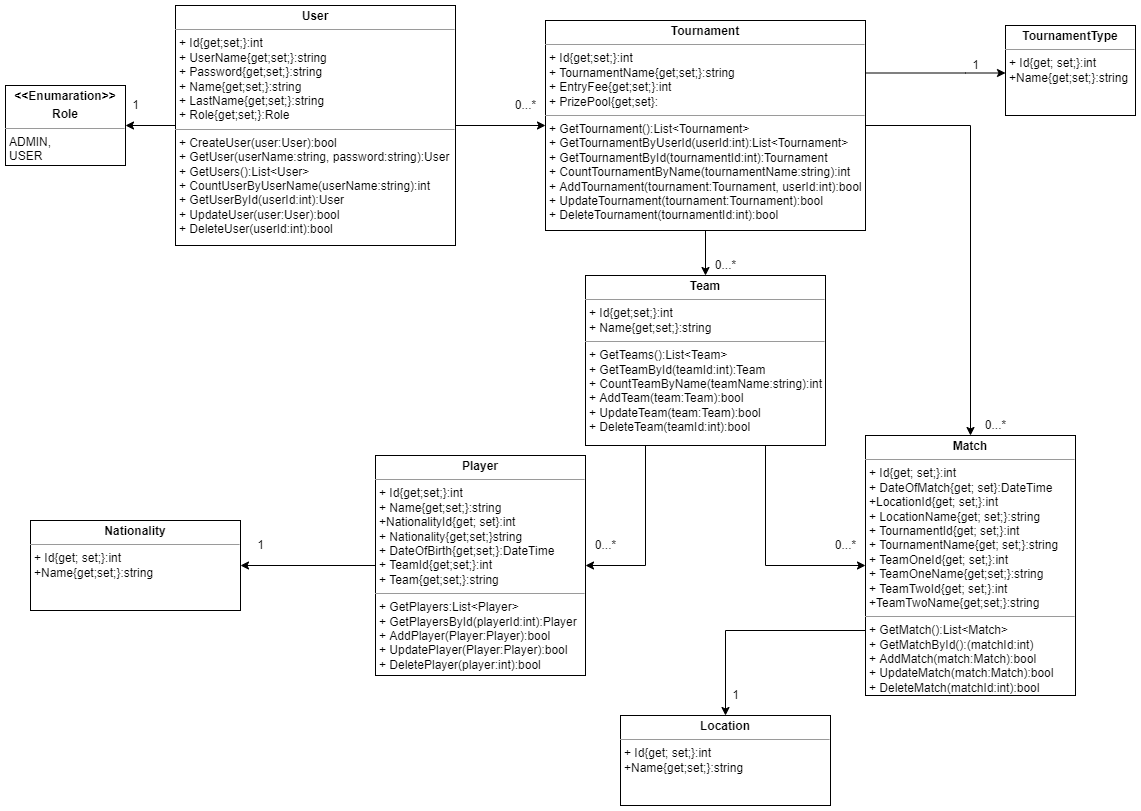 User
+ Id{get;set;}:int
+ UserName{get;set;}:string
+ Password{get;set;}:string
+ Name{get;set;}:string
+ LastName{get;set;}:string
+ Role{get;set;}:Role
+ CreateUser(user:User):bool
+ GetUser(userName:string, password:string):User
+ GetUsers():List<User>
+ CountUserByUserName(userName:string):int
+ GetUserById(userId:int):User
+ UpdateUser(user:User):bool
+ DeleteUser(userId:int):bool
<<Enumaration>>
Role
ADMIN,
USER
1
0...*
Tournament
+ Id{get;set;}:int
+ TournamentName{get;set;}:string
+ EntryFee{get;set;}:int
+ PrizePool{get;set}:
+ GetTournament():List<Tournament>
+ GetTournamentByUserId(userId:int):List<Tournament>
+ GetTournamentById(tournamentId:int):Tournament
+ CountTournamentByName(tournamentName:string):int
+ AddTournament(tournament:Tournament, userId:int):bool
+ UpdateTournament(tournament:Tournament):bool
+ DeleteTournament(tournamentId:int):bool
1
TournamentType
+ Id{get; set;}:int
+Name{get;set;}:string
0...*
Team
+ Id{get;set;}:int
+ Name{get;set;}:string
+ GetTeams():List<Team>
+ GetTeamById(teamId:int):Team
+ CountTeamByName(teamName:string):int
+ AddTeam(team:Team):bool
+ UpdateTeam(team:Team):bool
+ DeleteTeam(teamId:int):bool
0...*
Match
+ Id{get; set;}:int
+ DateOfMatch{get; set}:DateTime
+LocationId{get; set;}:int
+ LocationName{get; set;}:string
+ TournamentId{get; set;}:int
+ TournamentName{get; set;}:string
+ TeamOneId{get; set;}:int
+ TeamOneName{get;set;}:string
+ TeamTwoId{get; set;}:int
+TeamTwoName{get;set;}:string
+ GetMatch():List<Match>
+ GetMatchById():(matchId:int)
+ AddMatch(match:Match):bool
+ UpdateMatch(match:Match):bool
+ DeleteMatch(matchId:int):bool
0...*
0...*
Player
+ Id{get;set;}:int
+ Name{get;set;}:string
+NationalityId{get; set}:int
+ Nationality{get;set;}string
+ DateOfBirth{get;set;}:DateTime
+ TeamId{get;set;}:int
+ Team{get;set;}:string
+ GetPlayers:List<Player>
+ GetPlayersById(playerId:int):Player
+ AddPlayer(Player:Player):bool
+ UpdatePlayer(Player:Player):bool
+ DeletePlayer(player:int):bool
1
Nationality
+ Id{get; set;}:int
+Name{get;set;}:string
1
Location
+ Id{get; set;}:int
+Name{get;set;}:string